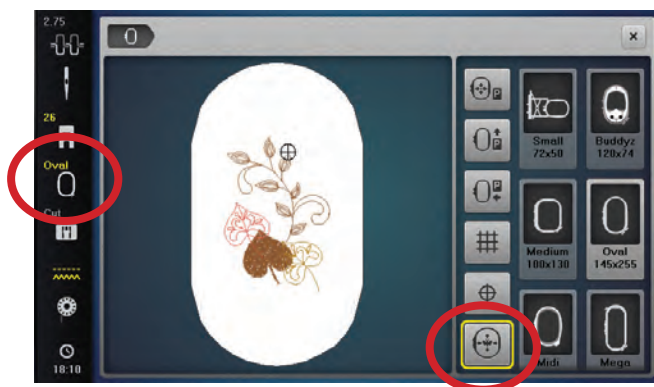 2.75
26
Oval
Cut
18:10
P
P
P
Small
72x50
Buddyz
120x74
Medium
100x130
Oval
145x255
Midi
Mega